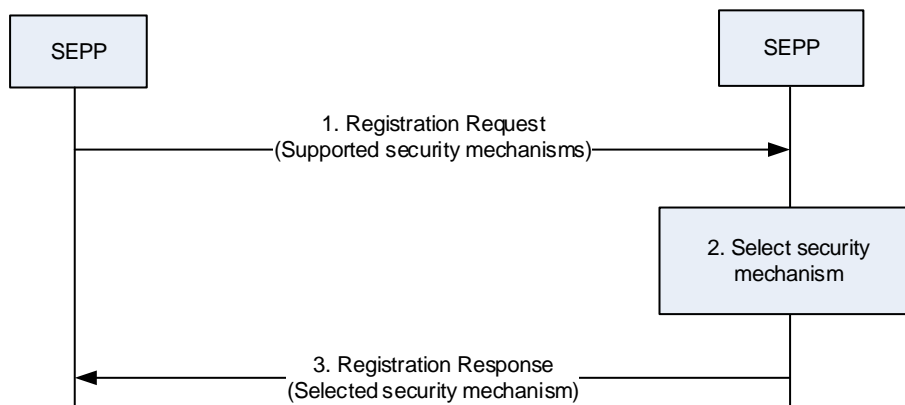 SEPP
SEPP
1. Registration Request
(Supported security mechanisms)
2. Select security
mechanism
3. Registration Response
(Selected security mechanism)